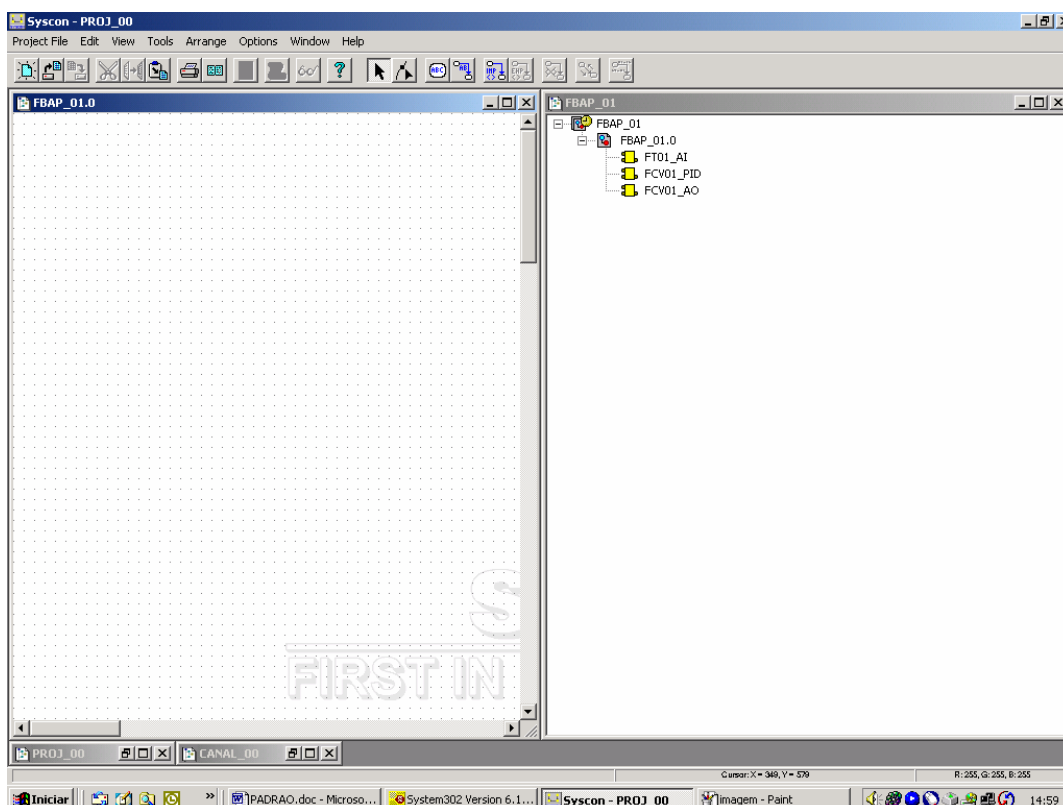 Syscon - PROJ_00
Project File Edit View Tools Arrange Options Window Help
FBAP_01.0
FBAP_01
FBAP_01
FBAP_01.0
FT01_AI
FCV01_PID
FCV01_AO
S
FIRST IN
PROJ_00
CANAL_00
Cursor: X = 349, Y = 579
R: 255, G: 255, B: 255
Iniciar
PADRAO.doc - Microso...
System302 Version 6.1...
Syscon - PROJ_00
imagem - Paint
14:59